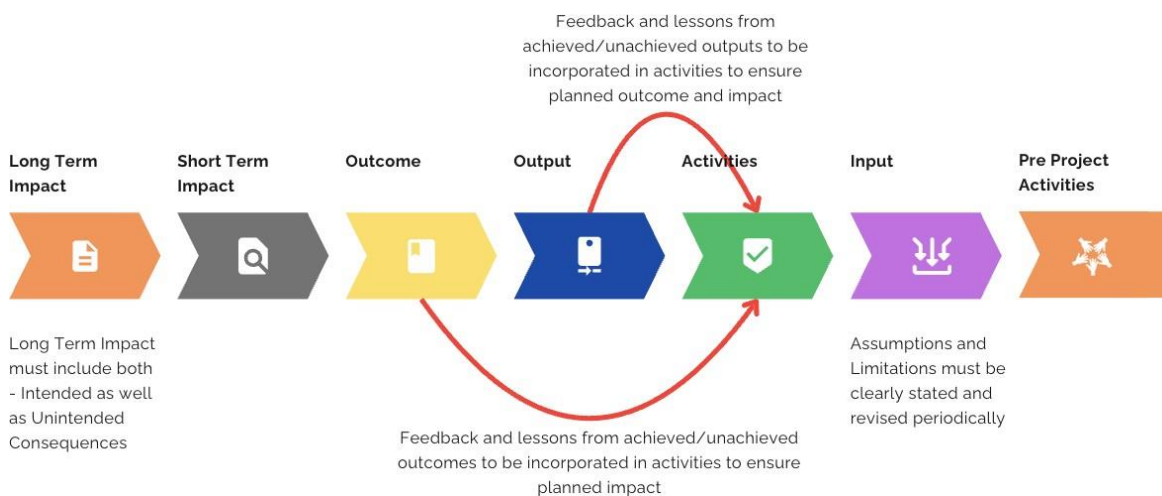 Feedback and lessons from
achieved/unachieved outputs to be
incorporated in activities to ensure
planned outcome and impact
Long Term
Impact
Short Term
Impact
Outcome
Output
Activities
Input
Pre Project
Activities
Long Term Impact
must include both
- Intended as well
as Unintended
Consequences
Assumptions and
Limitations must be
clearly stated and
revised periodically
Feedback and lessons from achieved/unachieved
outcomes to be incorporated in activities to ensure
planned impact